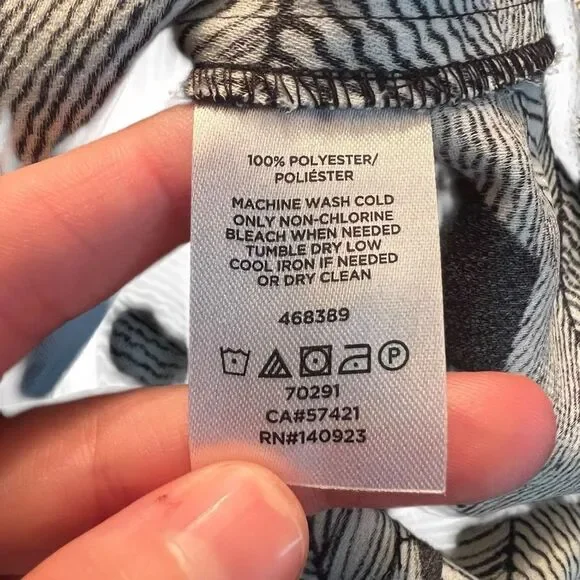 100% POLYESTER/
POLIÉSTER
MACHINE WASH COLD
ONLY NON-CHLORINE
BLEACH WHEN NEEDED
TUMBLE DRY LOW
COOL IRON IF NEEDED
OR DRY CLEAN
468389
P
70291
CA#57421
RN#140923